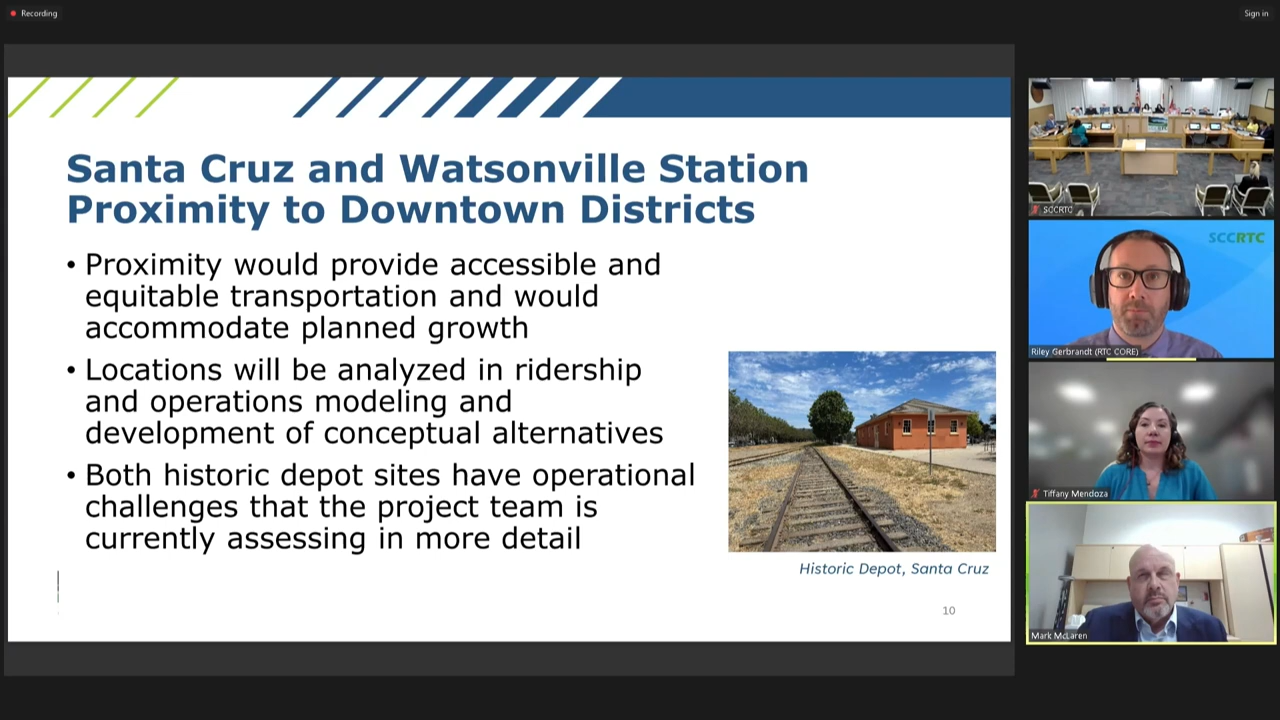 Recording
Sign in
Santa Cruz and Watsonville Station
Proximity to Downtown Districts
• Proximity would provide accessible and
equitable transportation and would
accommodate planned growth
• Locations will be analyzed in ridership
and operations modeling and
development of conceptual alternatives
• Both historic depot sites have operational
challenges that the project team is
currently assessing in more detail
Historic Depot, Santa Cruz
10
SCCRTC
SCCRTC
Riley Gerbrandt (RTC CORE)
Tiffany Mendoza
Mark McLaren